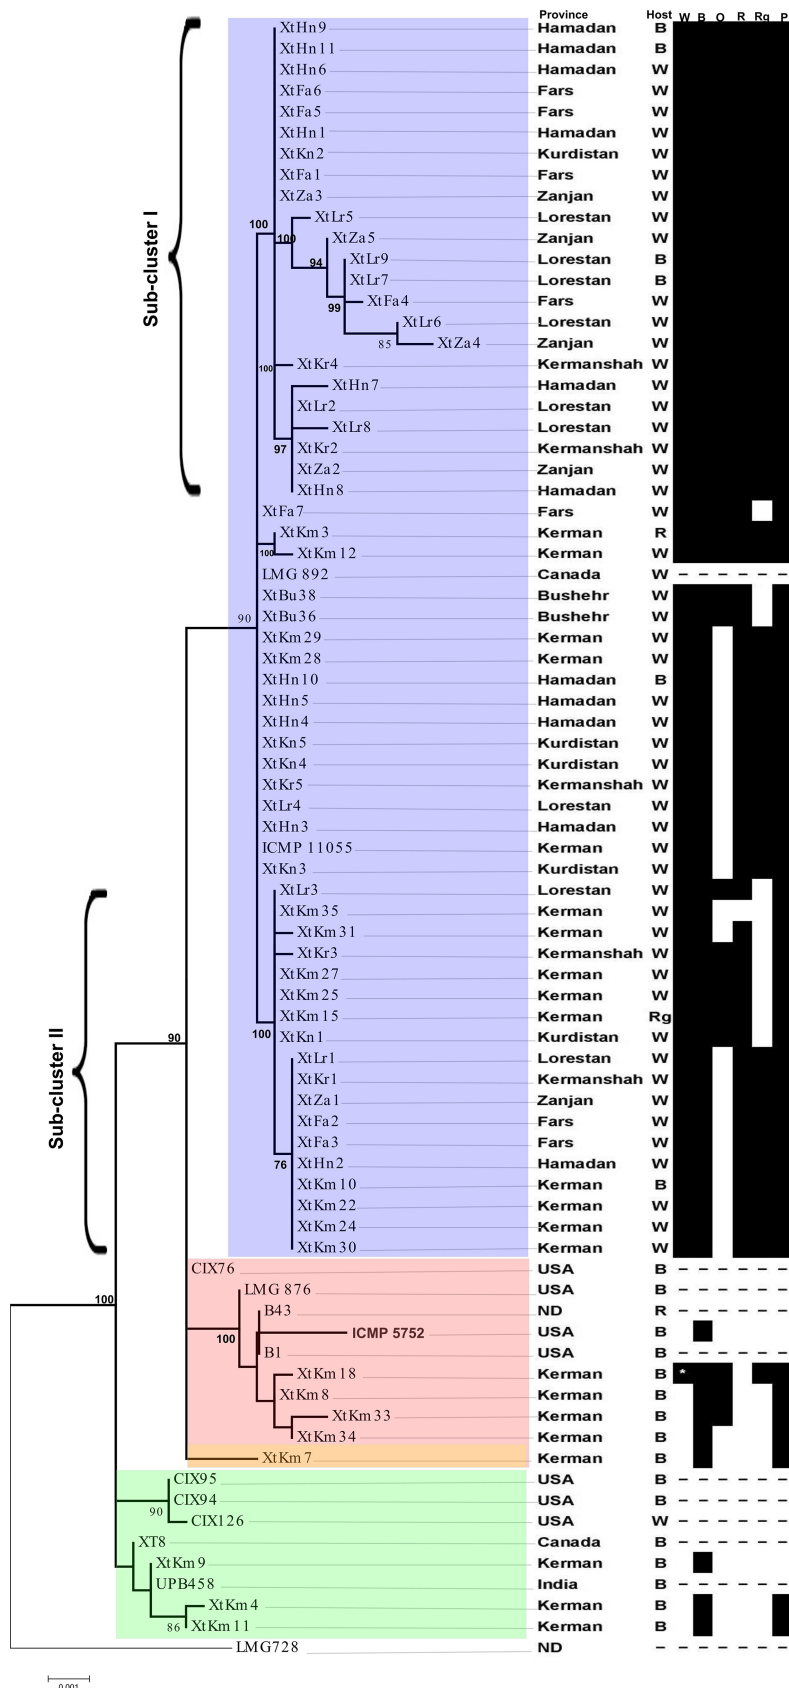 Province Host W B O R Rg P
XtHn9 Hamadan B
XtHn11 Hamadan B
XtHn6 Hamadan W
XtFa6 Fars W
XtFa5 Fars W
XtHn1 Hamadan W
XtKn2 Kurdistan W
XtFa1 Fars W
XtZa3 Zanjan W
XtLr5 Lorestan W
100
100
XtZa5 Zanjan W
Sub-cluster I
94
XtLr9 Lorestan B
XtLr7 Lorestan B
XtFa4 Fars W
99
XtLr6 Lorestan W
85
XtZa4 Zanjan W
100
XtKr4 Kermanshah W
XtHn7 Hamadan W
XtLr2 Lorestan W
XtLr8 Lorestan W
97
XtKr2 Kermanshah W
XtZa2 Zanjan W
XtHn8 Hamadan W
XtFa7 Fars W
XtKm3 Kerman R
100
XtKm12 Kerman W
LMG 892 Canada W – – – – – –
XtBu38 Bushehr W
90
XtBu36 Bushehr W
XtKm29 Kerman W
XtKm28 Kerman W
XtHn10 Hamadan B
XtHn5 Hamadan W
XtHn4 Hamadan W
XtKn5 Kurdistan W
XtKn4 Kurdistan W
XtKr5 Kermanshah W
XtLr4 Lorestan W
XtHn3 Hamadan W
ICMP 11055 Kerman W
XtKn3 Kurdistan W
XtLr3 Lorestan W
XtKm35 Kerman W
XtKm31 Kerman W
XtKr3 Kermanshah W
XtKm27 Kerman W
XtKm25 Kerman W
XtKm15 Kerman Rg
100
XtKn1 Kurdistan W
90
Sub-cluster II
XtLr1 Lorestan W
XtKr1 Kermanshah W
XtZa1 Zanjan W
XtFa2 Fars W
XtFa3 Fars W
76
XtHn2 Hamadan W
XtKm10 Kerman B
XtKm22 Kerman W
XtKm24 Kerman W
XtKm30 Kerman W
CIX76 USA B – – – – – –
LMG 876 USA B – – – – – –
100
B43 ND R – – – – – –
100
ICMP 5752 USA B
B1 USA B – – – – – –
XtKm18 Kerman B *
XtKm8 Kerman B
XtKm33 Kerman B
XtKm34 Kerman B
XtKm7 Kerman B
CIX95 USA B – – – – – –
CIX94 USA B – – – – – –
90
CIX126 USA W – – – – – –
XT8 Canada B – – – – – –
XtKm9 Kerman B
UPB458 India B – – – – – –
XtKm4 Kerman B
86
XtKm11 Kerman B
LMG728 ND – – – – – – –
0.001